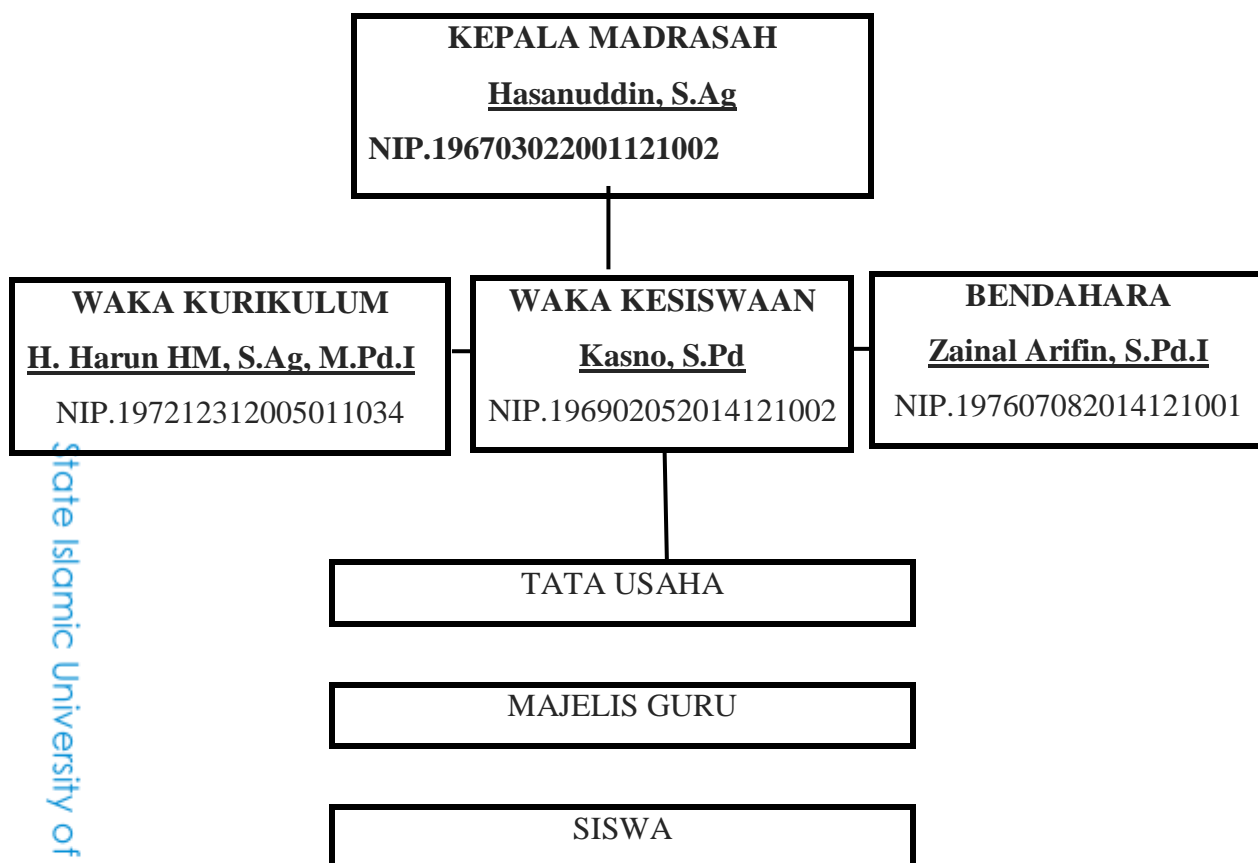 KEPALA MADRASAH
Hasanuddin, S.Ag
NIP.196703022001121002
WAKA KURIKULUM
H. Harun HM, S.Ag, M.Pd.I
NIP.197212312005011034
WAKA KESISWAAN
Kasno, S.Pd
NIP.196902052014121002
BENDAHARA
Zainal Arifin, S.Pd.I
NIP.197607082014121001
State Islamic University of
TATA USAHA
MAJELIS GURU
SISWA